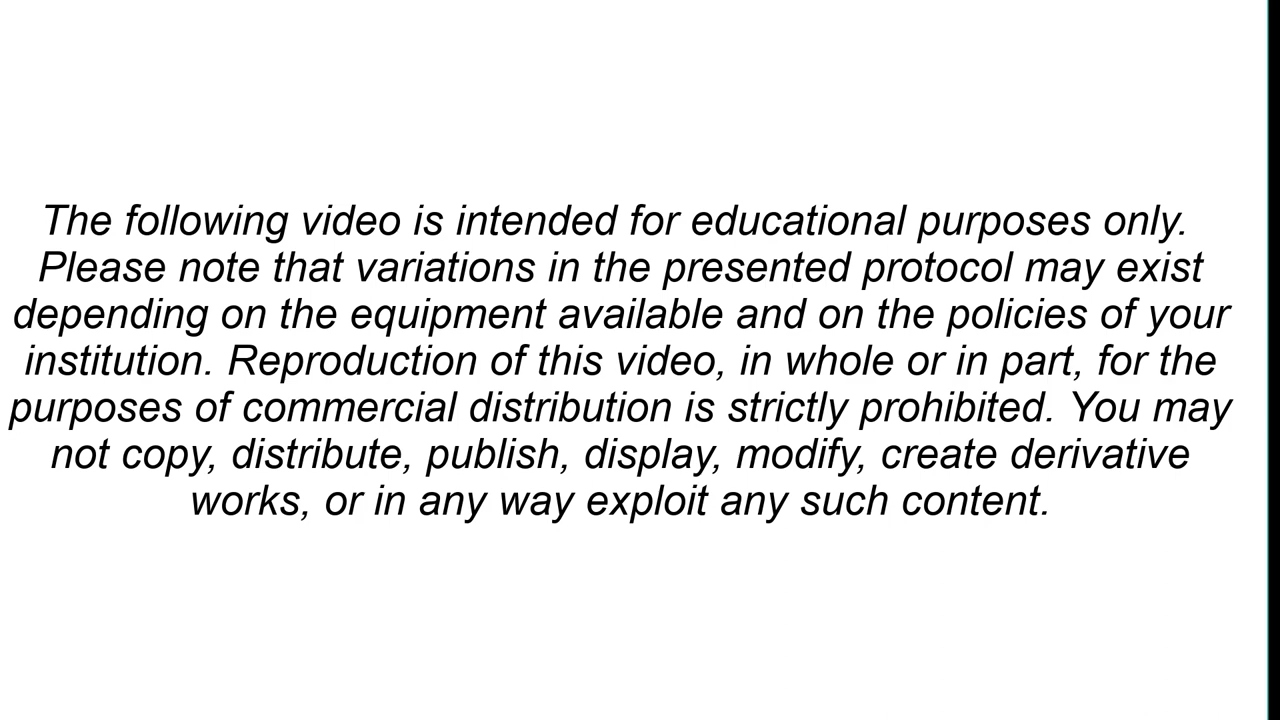 The following video is intended for educational purposes only.
Please note that variations in the presented protocol may exist
depending on the equipment available and on the policies of your
institution. Reproduction of this video, in whole or in part, for the
purposes of commercial distribution is strictly prohibited. You may
not copy, distribute, publish, display, modify, create derivative
works, or in any way exploit any such content.